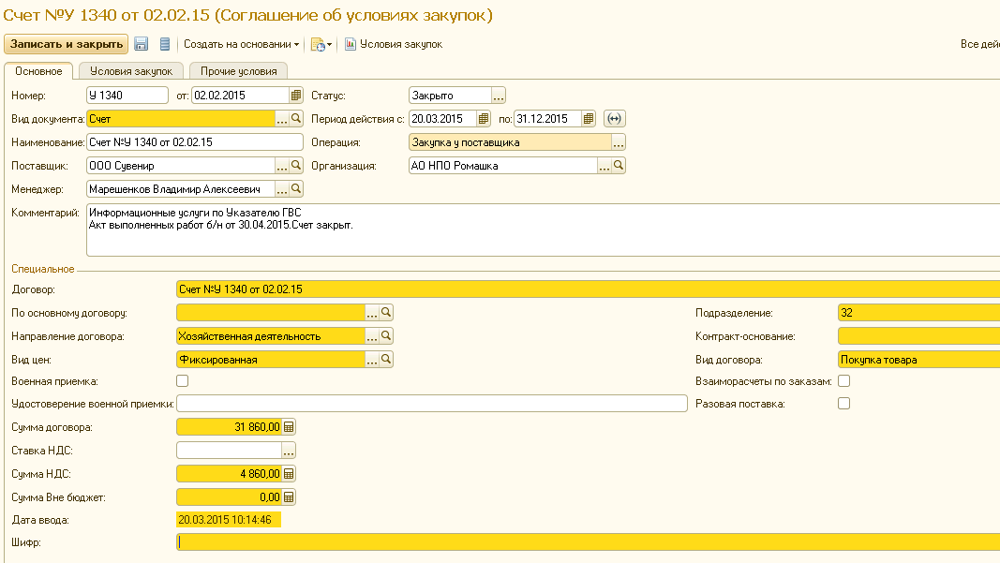 Счет №У 1340 от 02.02.15 (Соглашение об условиях закупок)
Записать и закрыть Создать на основании Условия закупок Все
Основное Условия закупок Прочие условия
Номер: У 1340 от: 02.02.2015 Статус: Закрыто ...
Вид документа: Счет ... Период действия с: 20.03.2015 по: 31.12.2015
Наименование: Счет №У 1340 от 02.02.15 Операция: Закупка у поставщика ...
Поставщик: ООО Сувенир ... Организация: АО НПО Ромашка ...
Менеджер: Марешенков Владимир Алексеевич ...
Комментарий: Информационные услуги по Указателю ГВС
Акт выполненных работ б/н от 30.04.2015.Счет закрыт.
Специальное
Договор: Счет №У 1340 от 02.02.15
По основному договору: ... Подразделение: 32
Направление договора: Хозяйственная деятельность ... Контракт-основание:
Вид цен: Фиксированная ... Вид договора: Покупка товара
Военная приемка: Взаиморасчеты по заказам:
Удостоверение военной приемки: Разовая поставка:
Сумма договора: 31 860,00
Ставка НДС: ...
Сумма НДС: 4 860,00
Сумма Вне бюджет: 0,00
Дата ввода: 20.03.2015 10:14:46
Шифр: